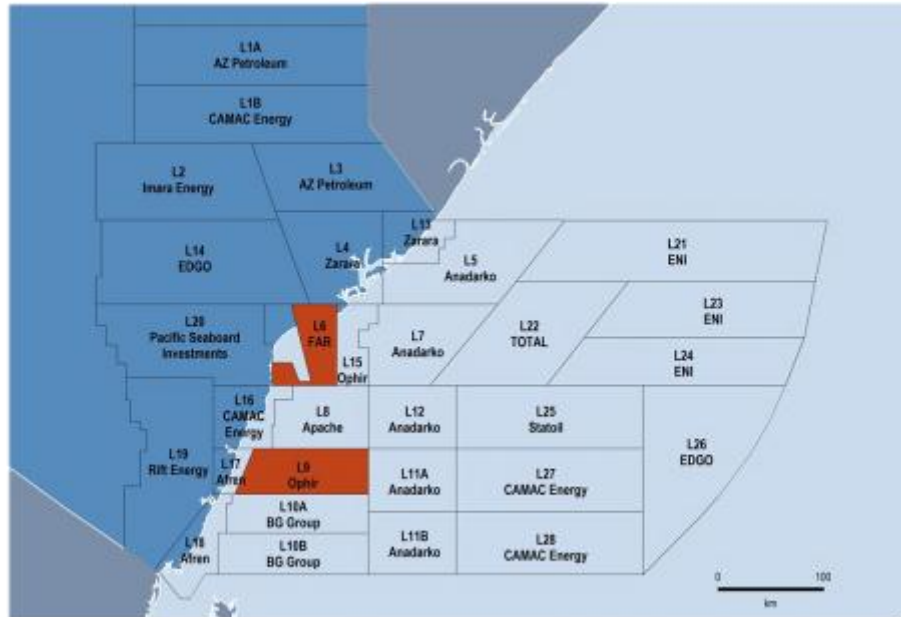 L1A
AZ Petroleum
L1B
CAMAC Energy
L2
Imara Energy
L3
AZ Petroleum
L13
Zarara
L4
Zarara
L14
EDGO
L5
Anadarko
L21
ENI
L23
ENI
L20
Pacific Seaboard
Investments
L6
FAR
L15
Ophir
L7
Anadarko
L22
TOTAL
L24
ENI
L16
CAMAC
Energy
L8
Apache
L12
Anadarko
L25
Statoil
L26
EDGO
L19
Rift Energy
L17
Afren
L9
Ophir
L11A
Anadarko
L27
CAMAC Energy
L10A
BG Group
L18
Afren
L10B
BG Group
L11B
Anadarko
L28
CAMAC Energy
0 100
km